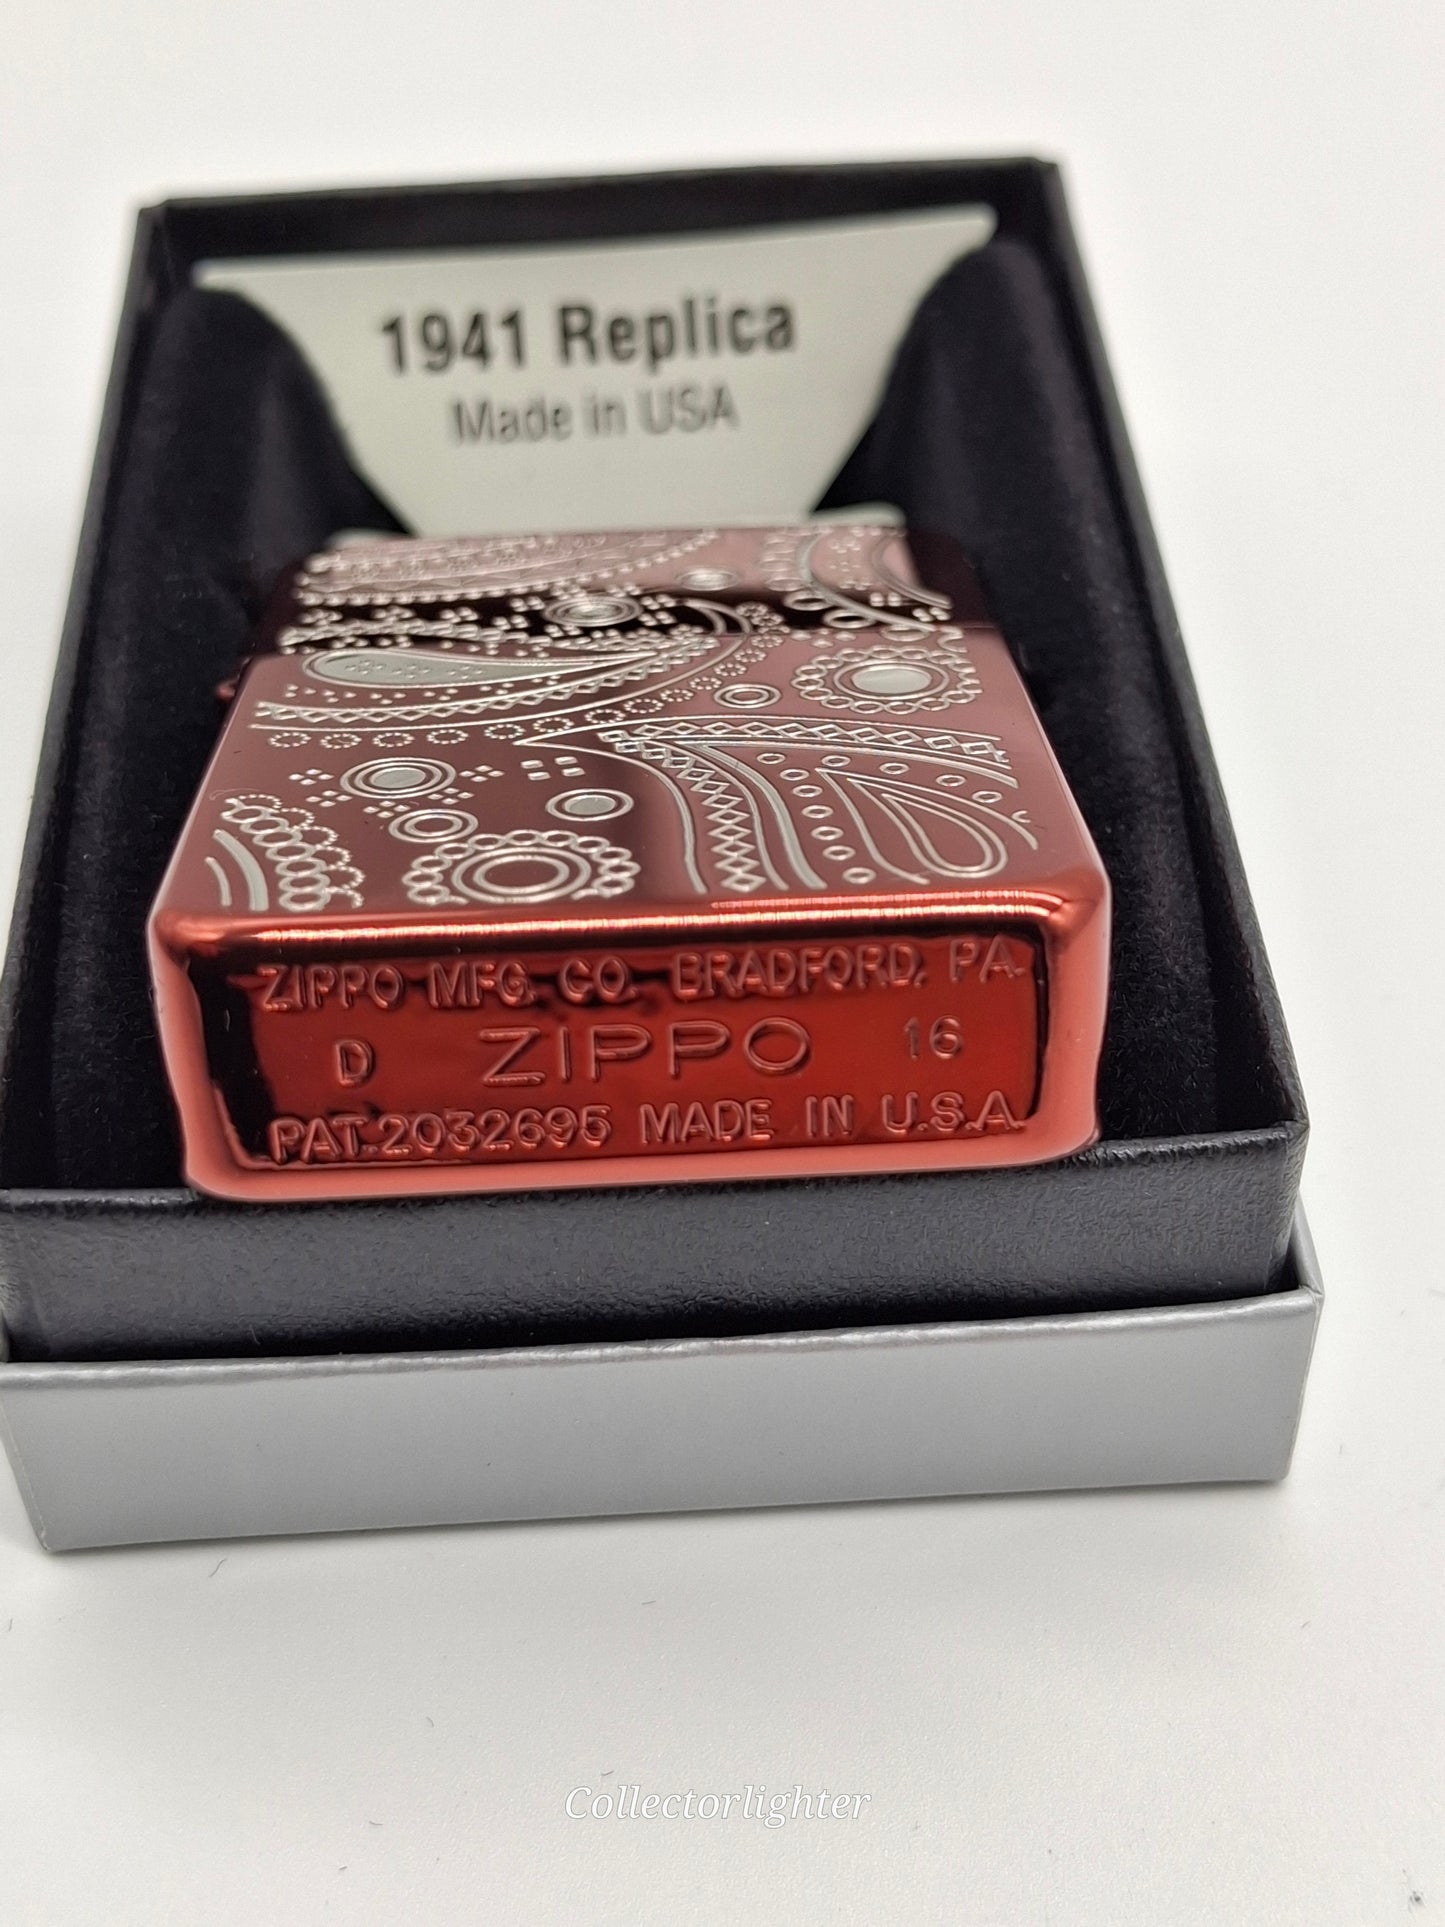 1941 Replica
Made in USA
ZIPPO MFG. CO. BRADFORD, PA.
D ZIPPO 16
PAT.2032695 MADE IN U.S.A.
Collectorlighter